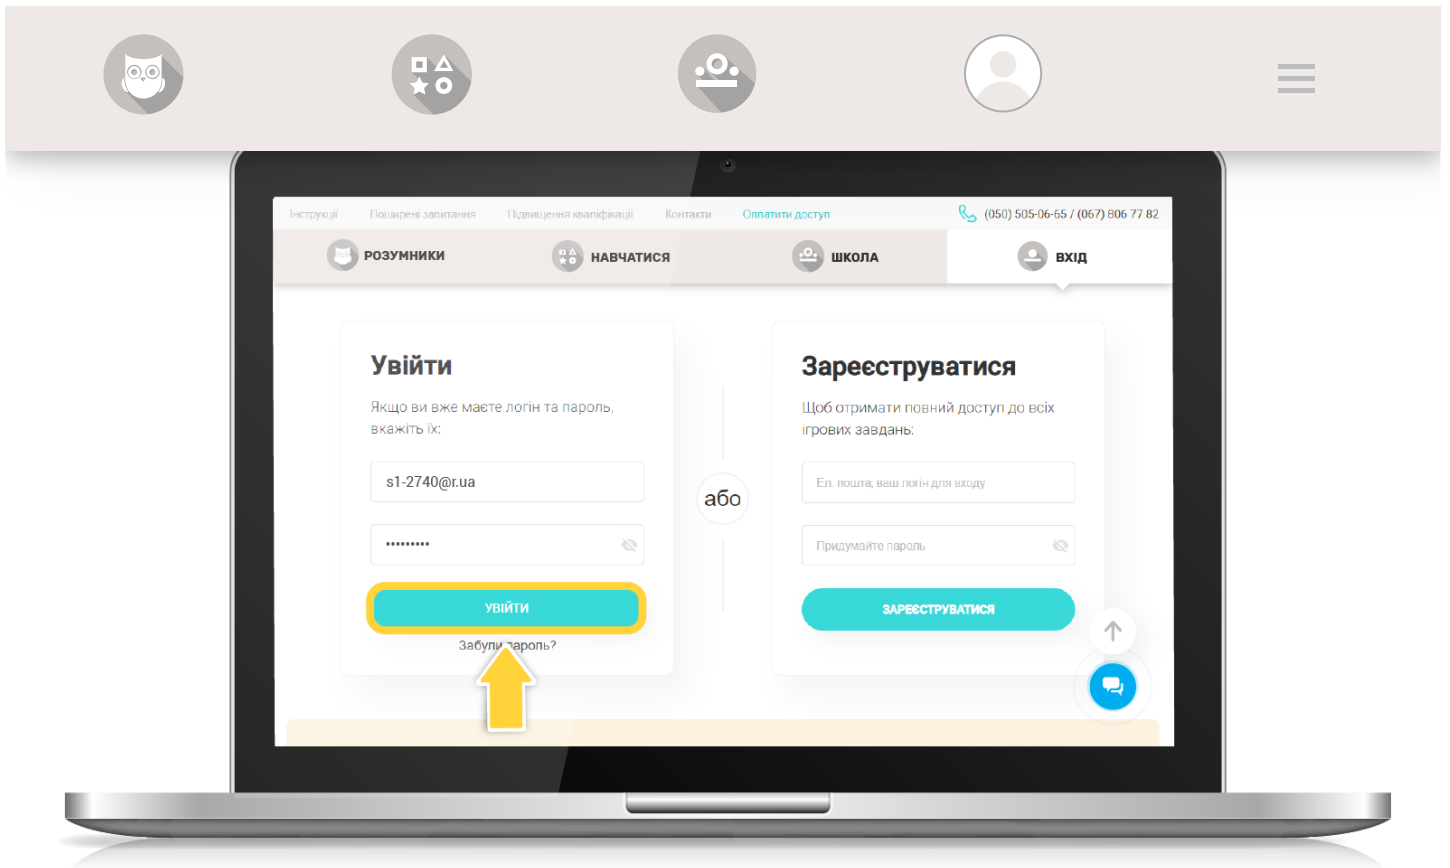 Інструкції Поширені запитання Підвищення кваліфікації Контакти Оплатити доступ (050) 505-06-65 / (067) 806 77 82
РОЗУМНИКИ НАВЧАТИСЯ ШКОЛА ВХІД
Увійти
Якщо ви вже маєте логін та пароль,
вкажіть їх:
s1-2740@r.ua
•••••••••
УВІЙТИ
Забули пароль?
або
Зареєструватися
Щоб отримати повний доступ до всіх
ігрових завдань:
Ел. пошта, ваш логін для входу
Придумайте пароль
ЗАРЕЄСТРУВАТИСЯ